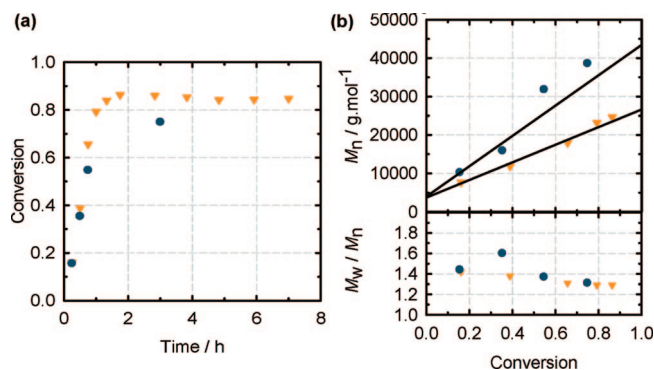 (a)
1.0
0.8
0.6
0.4
0.2
0.0
Conversion
0 2 4 6 8
Time / h
(b)
50000
40000
30000
20000
10000
0
Mn / g.mol-1
1.8
1.6
1.4
1.2
1.0
Mw / Mn
0.0 0.2 0.4 0.6 0.8 1.0
Conversion